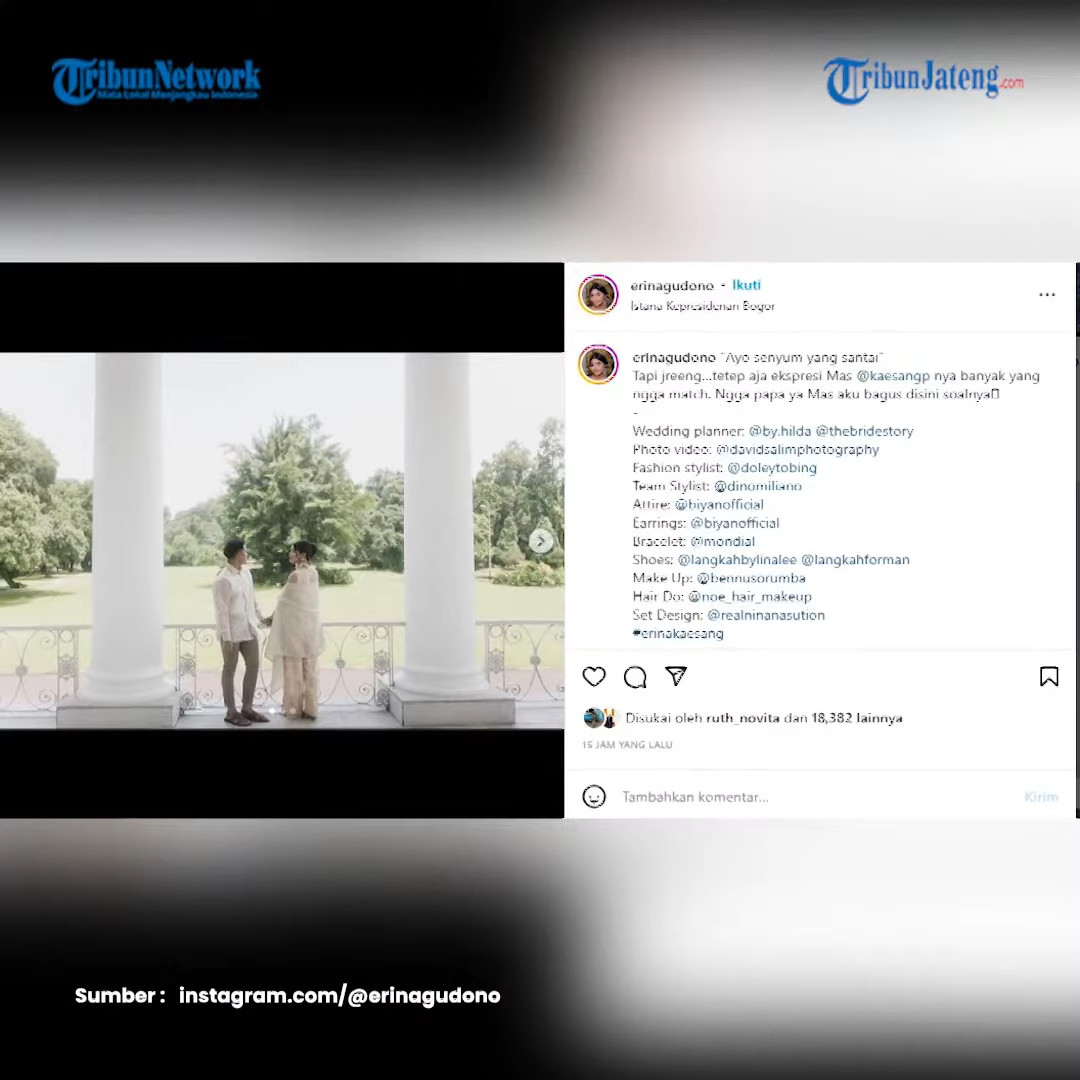 TribunNetwork
Mata Lokal Menjangkau Indonesia
TribunJateng.com
erinagudono • Ikuti
Istana Kepresidenan Bogor
erinagudono "Ayo senyum yang santai"
Tapi jreeng...tetep aja ekspresi Mas @kaesangp nya banyak yang
ngga match. Ngga papa ya Mas aku bagus disini soalnya
-
Wedding planner: @by.hilda @thebridestory
Photo video: @davidsalimphotography
Fashion stylist: @doleytobing
Team Stylist: @dinomiliano
Attire: @biyanofficial
Earrings: @biyanofficial
Bracelet: @mondial
Shoes: @langkahbylinalee @langkahforman
Make Up: @bennusorumba
Hair Do: @noe_hair_makeup
Set Design: @realninanasution
#erinakaesang
Disukai oleh ruth_novita dan 18,382 lainnya
15 JAM YANG LALU
Tambahkan komentar...
Kirim
Sumber : instagram.com/@erinagudono